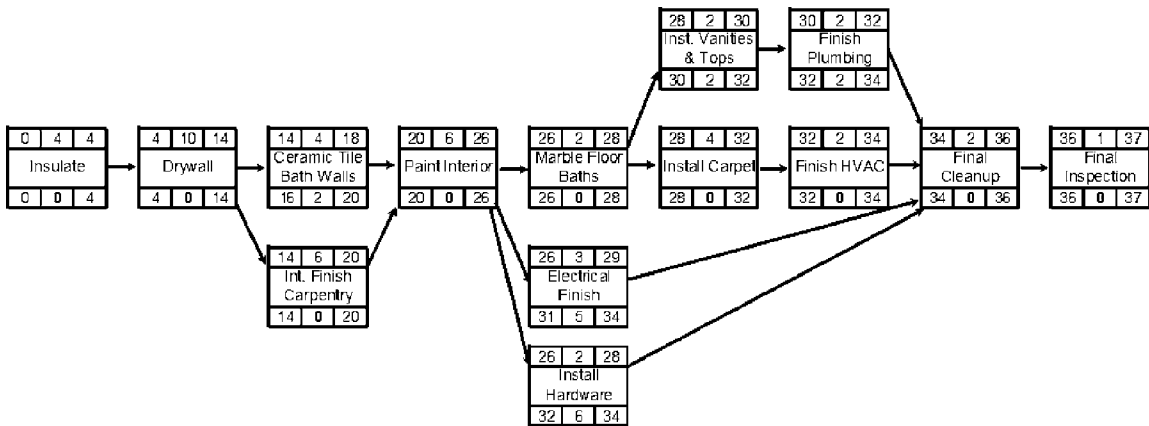 28 2 30
Inst. Vanities
& Tops
30 2 32
30 2 32
Finish
Plumbing
32 2 34
0 4 4
Insulate
0 0 4
4 10 14
Drywall
4 0 14
14 4 18
Ceramic Tile
Bath Walls
16 2 20
20 6 26
Paint Interior
20 0 26
26 2 28
Marble Floor
Baths
26 0 28
28 4 32
Install Carpet
28 0 32
32 2 34
Finish HVAC
32 0 34
34 2 36
Final
Cleanup
34 0 36
36 1 37
Final
Inspection
36 0 37
14 6 20
Int. Finish
Carpentry
14 0 20
26 3 29
Electrical
Finish
31 5 34
26 2 28
Install
Hardware
32 6 34